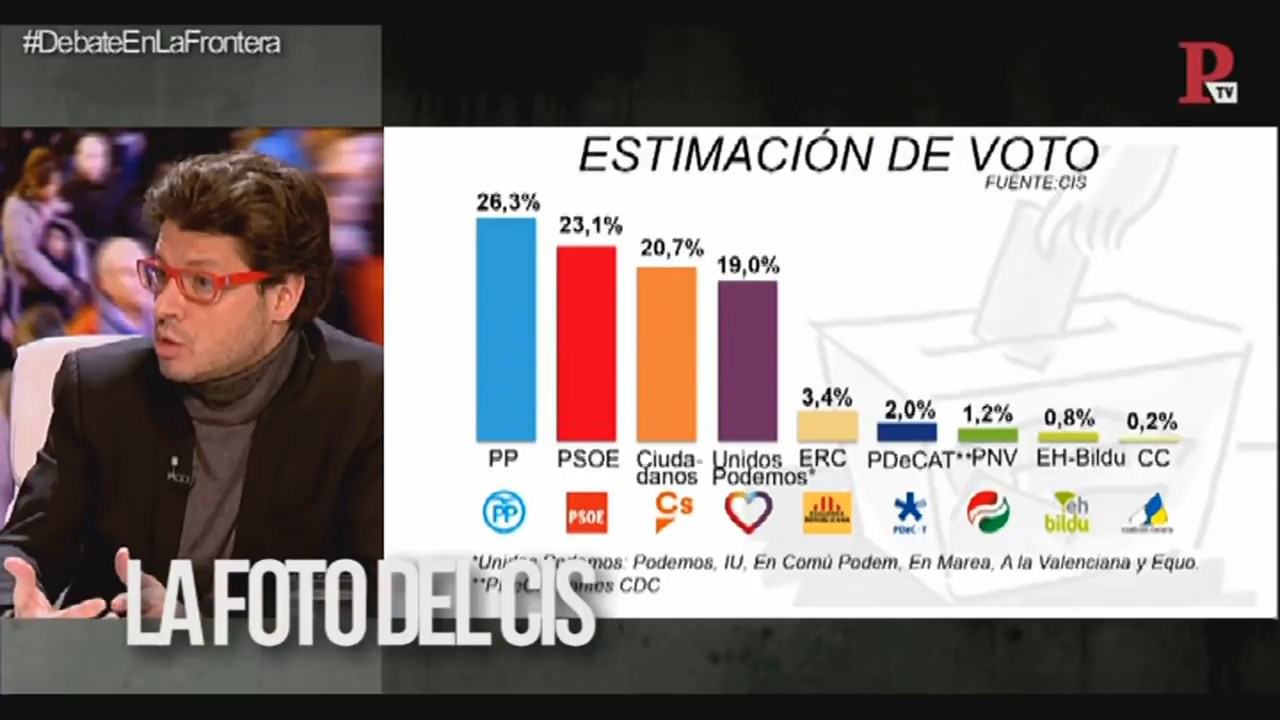 #DebateEnLaFrontera
P
TV
ESTIMACIÓN DE VOTO
FUENTE:CIS
26,3%
23,1%
20,7%
19,0%
3,4%
2,0%
1,2%
0,8%
0,2%
PP
PSOE
Ciuda-
danos
Unidos
Podemos*
ERC
PDeCAT**
PNV
EH-Bildu
CC
PP
PSOE
Cs
PDeC·T
eh
bildu
*Unidos Podemos: Podemos, IU, En Comú Podem, En Marea, A la Valenciana y Equo.
CDC
LA FOTO DEL CIS